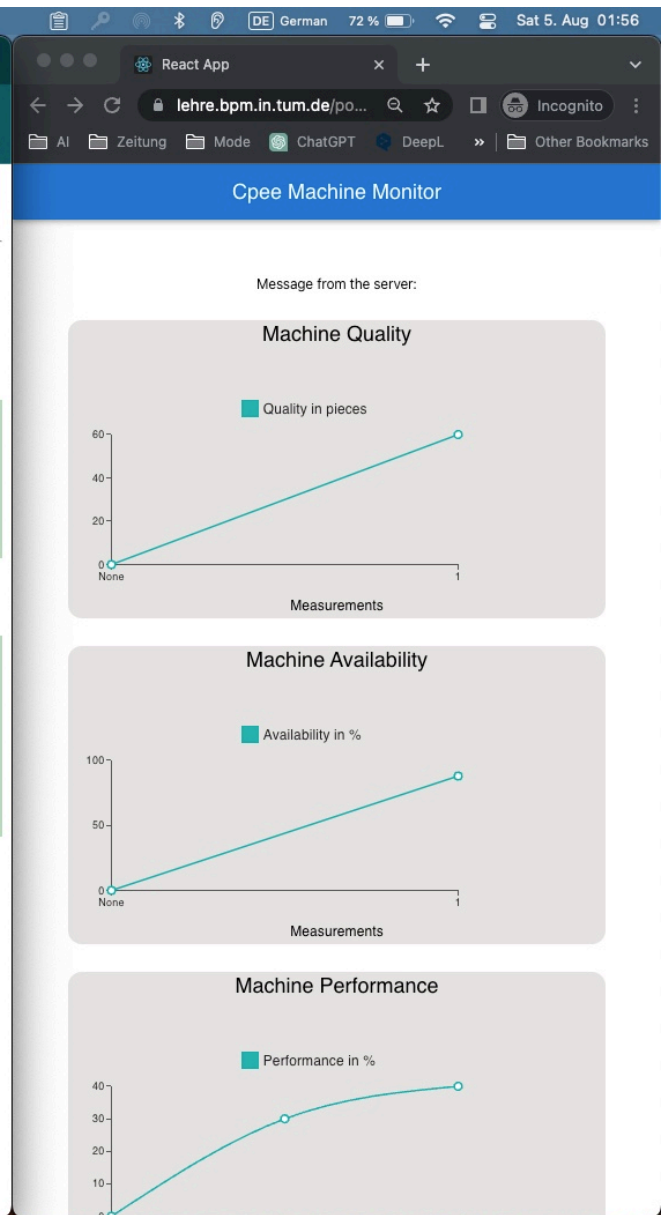 DE German 72 % Sat 5. Aug 01:56
React App
lehre.bpm.in.tum.de/po... Incognito
AI Zeitung Mode ChatGPT DeepL » Other Bookmarks
Cpee Machine Monitor
Message from the server:
Machine Quality
Quality in pieces
60
40
20
0
None 1
Measurements
Machine Availability
Availability in %
100
50
0
None 1
Measurements
Machine Performance
Performance in %
40
30
20
10
0